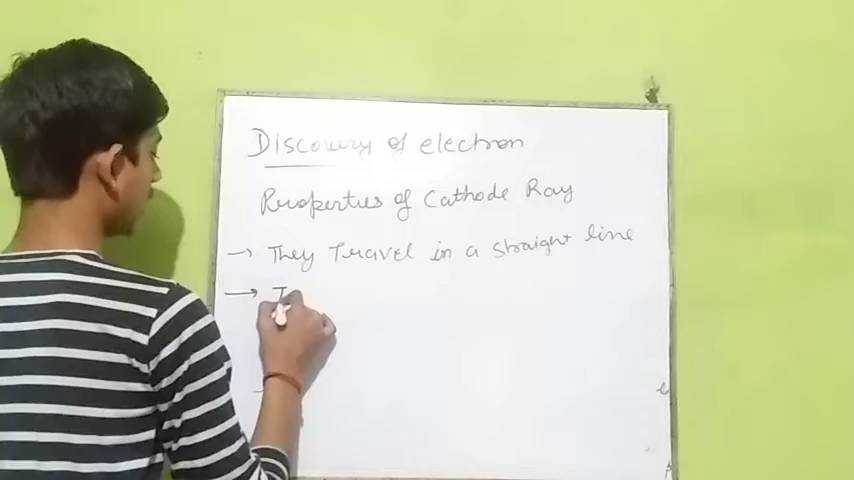 Discovery of electron
Properties of Cathode Ray
→ They Travel in a straight line
→ T